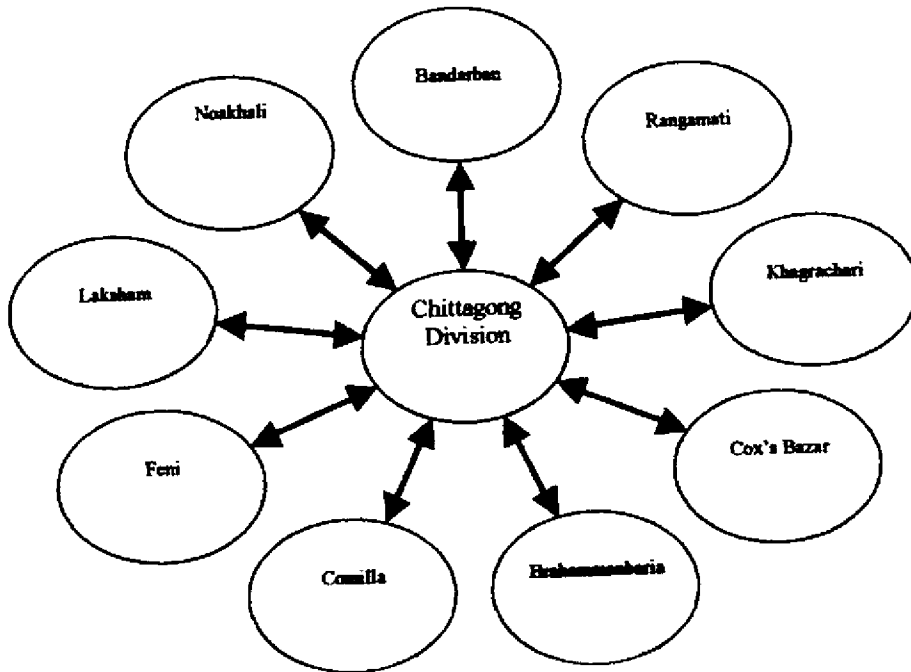 Bandarban
Noakhali
Rangamati
Khagrachari
Laksham
Chittagong
Division
Cox's Bazar
Feni
Comilla